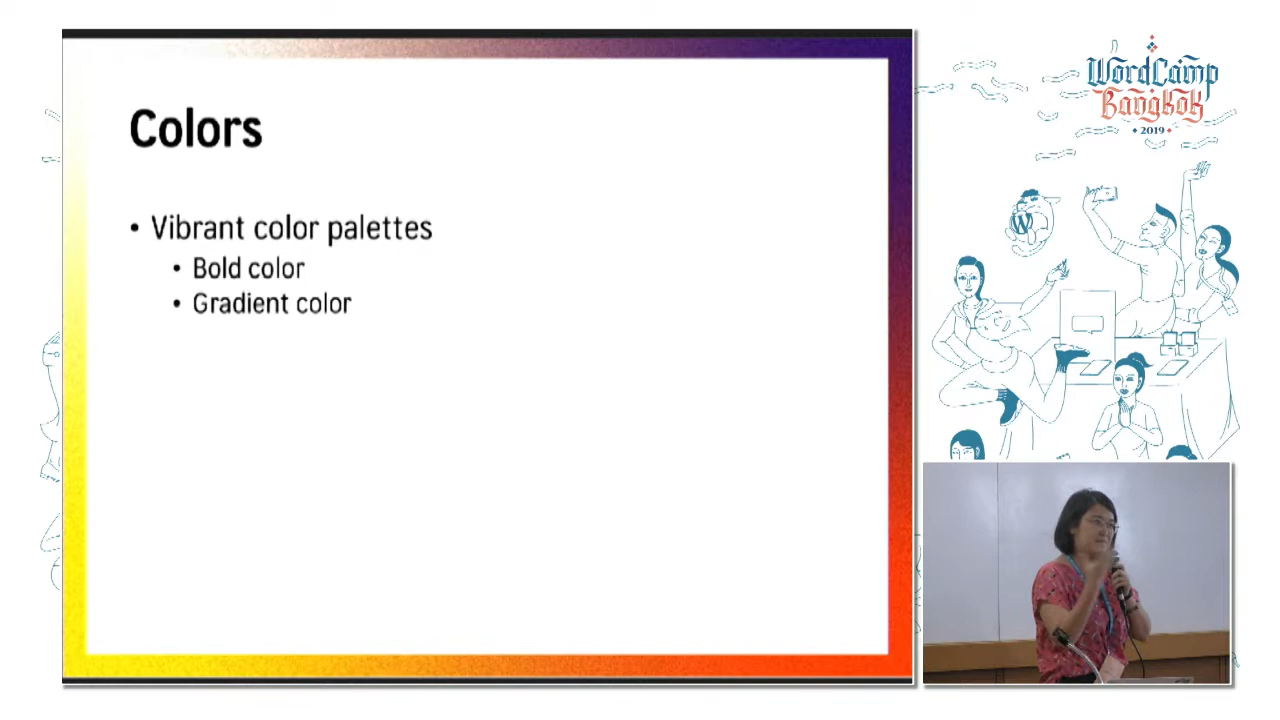 Colors
• Vibrant color palettes
• Bold color
• Gradient color
WordCamp
Bangkok
2019
W